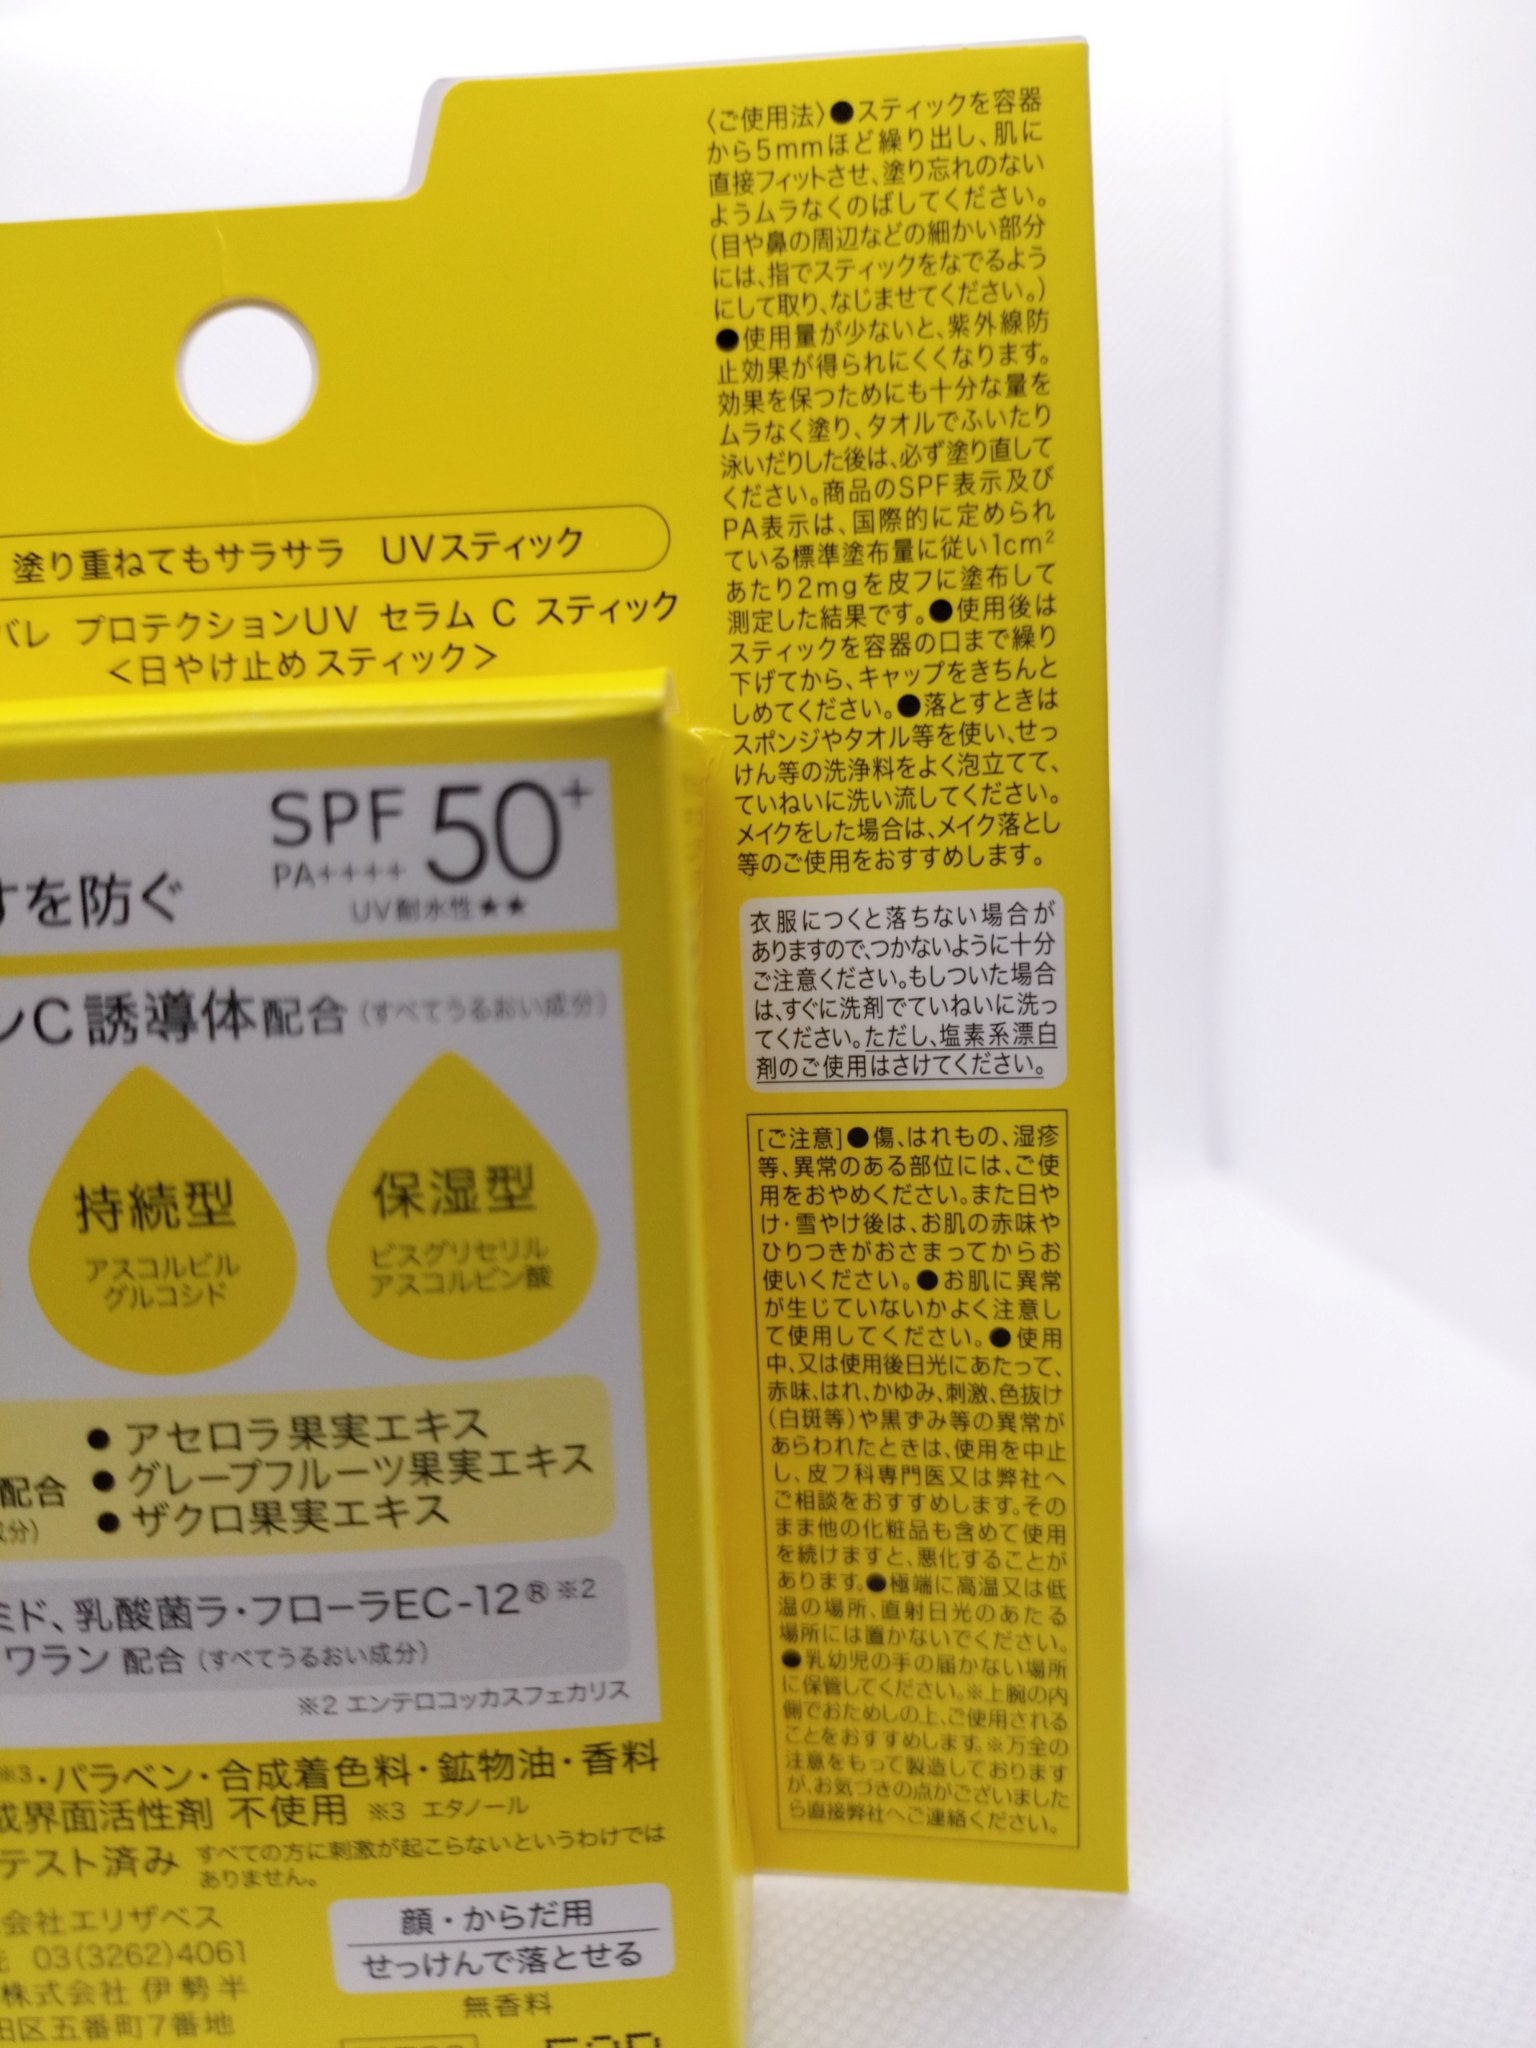 塗り重ねてもサラサラ UVスティック
バレ プロテクションUV セラム C スティック
<日やけ止め スティック>
すを防ぐ
SPF 50+
PA++++
UV耐水性★★
ンC誘導体配合(すべてうるおい成分)
持続型
アスコルビル
グルコシド
保湿型
ビスグリセリル
アスコルビン酸
配合
成分)
●アセロラ果実エキス
●グレープフルーツ果実エキス
●ザクロ果実エキス
ミド、乳酸菌ラ・フローラEC-12®※2
ワラン 配合(すべてうるおい成分)
※2 エンテロコッカスフェカリス
※3・パラベン・合成着色料・鉱物油・香料
成界面活性剤 不使用 ※3 エタノール
テスト済み すべての方に刺激が起こらないというわけでは
ありません。
会社エリザベス
先 03(3262)4061
株式会社 伊勢半
田区五番町7番地
顔・からだ用
せっけんで落とせる
無香料
〈ご使用法〉●スティックを容器
から5mmほど繰り出し、肌に
直接フィットさせ、塗り忘れのない
ようムラなくのばしてください。
(目や鼻の周辺などの細かい部分
には、指でスティックをなでるよう
にして取り、なじませてください。)
●使用量が少ないと、紫外線防
止効果が得られにくくなります。
効果を保つためにも十分な量を
ムラなく塗り、タオルでふいたり
泳いだりした後は、必ず塗り直して
ください。商品のSPF表示及び
PA表示は、国際的に定められ
ている標準塗布量に従い1cm²
あたり2mgを皮フに塗布して
測定した結果です。●使用後は
スティックを容器の口まで繰り
下げてから、キャップをきちんと
しめてください。●落とすときは
スポンジやタオル等を使い、せっ
けん等の洗浄料をよく泡立てて、
ていねいに洗い流してください。
メイクをした場合は、メイク落とし
等のご使用をおすすめします。
衣服につくと落ちない場合が
ありますので、つかないように十分
ご注意ください。もしついた場合
は、すぐに洗剤でていねいに洗っ
てください。ただし、塩素系漂白
剤のご使用はさけてください。
[ご注意]●傷、はれもの、湿疹
等、異常のある部位には、ご使
用をおやめください。また日や
け・雪やけ後は、お肌の赤味や
ひりつきがおさまってからお
使いください。●お肌に異常
が生じていないかよく注意し
て使用してください。●使用
中、又は使用後日光にあたって、
赤味、はれ、かゆみ、刺激、色抜け
(白斑等)や黒ずみ等の異常が
あらわれたときは、使用を中止
し、皮フ科専門医又は弊社へ
ご相談をおすすめします。その
まま他の化粧品も含めて使用
を続けますと、悪化することが
あります。●極端に高温又は低
温の場所、直射日光のあたる
場所には置かないでください。
●乳幼児の手の届かない場所
に保管してください。※上腕の内
側でおためしの上、ご使用される
ことをおすすめします。※万全の
注意をもって製造しております
が、お気づきの点がございました
ら直接弊社へご連絡ください。